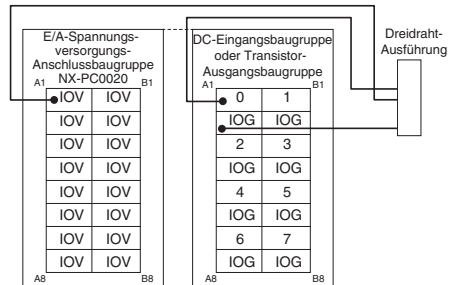 E/A-Spannungs-
versorgungs-
Anschlussbaugruppe
NX-PC0020
A1 B1
IOV IOV
IOV IOV
IOV IOV
IOV IOV
IOV IOV
IOV IOV
IOV IOV
IOV IOV
A8 B8
DC-Eingangsbaugruppe
oder Transistor-
Ausgangsbaugruppe
A1 B1
0 1
IOG IOG
2 3
IOG IOG
4 5
IOG IOG
6 7
IOG IOG
A8 B8
Dreidraht-
Ausführung